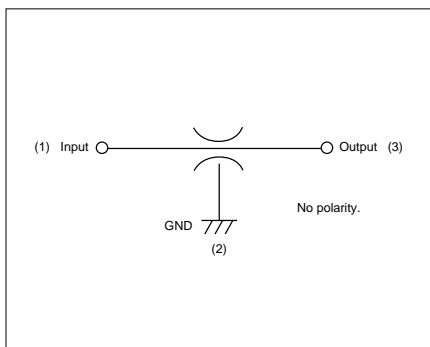 (1) Input Output (3)
No polarity.
GND
(2)